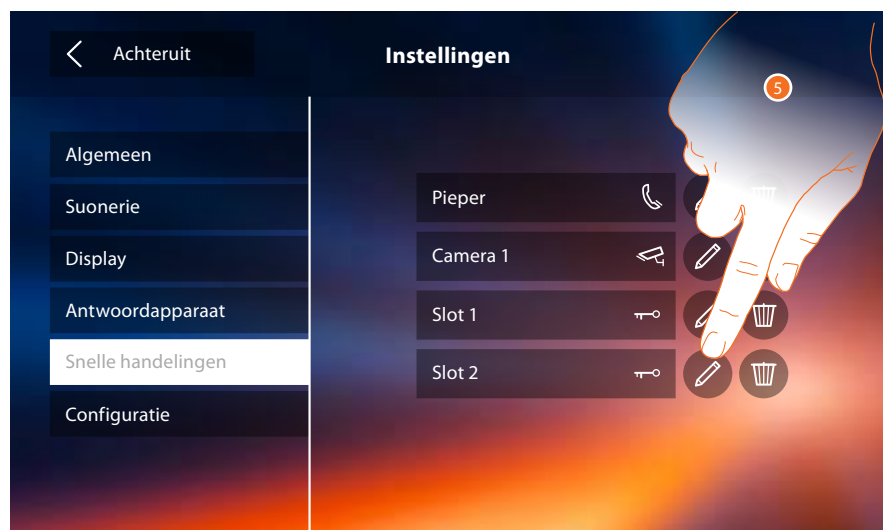 Achteruit
Instellingen
5
Algemeen
Suonerie
Display
Antwoordapparaat
Snelle handelingen
Configuratie
Pieper
Camera 1
Slot 1
Slot 2